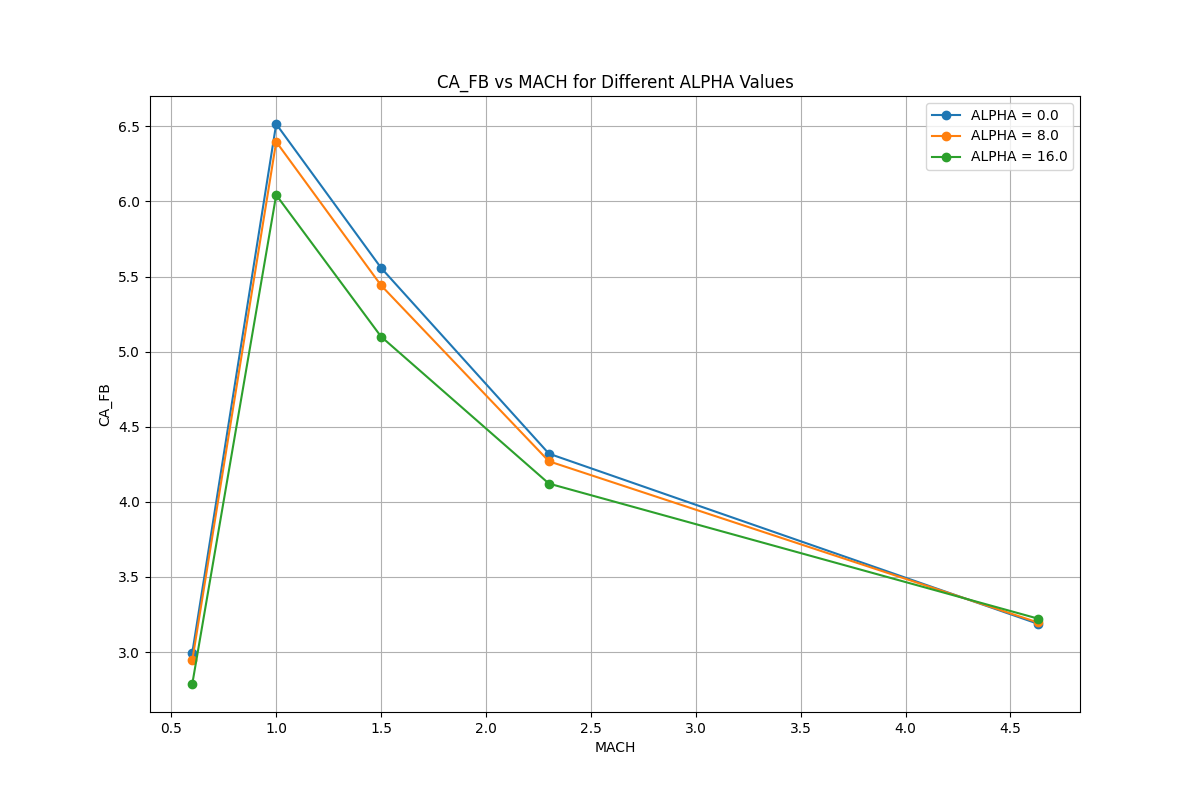 CA_FB vs MACH for Different ALPHA Values
ALPHA = 0.0
ALPHA = 8.0
ALPHA = 16.0
CA_FB
6.5
6.0
5.5
5.0
4.5
4.0
3.5
3.0
0.5 1.0 1.5 2.0 2.5 3.0 3.5 4.0 4.5
MACH